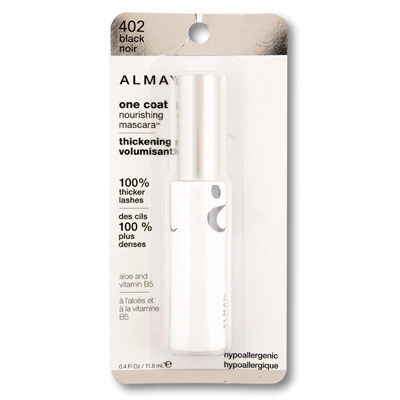 402
black
noir
ALMAY
one coat
nourishing
mascara™
thickening
volumisant
100%
thicker
lashes
des cils
100 %
plus
denses
aloe and
vitamin B5
à l'aloès et
à la vitamine
B5
ALMAY
hypoallergenic
hypoallergique
0.4 Fl Oz / 11.8 mL e